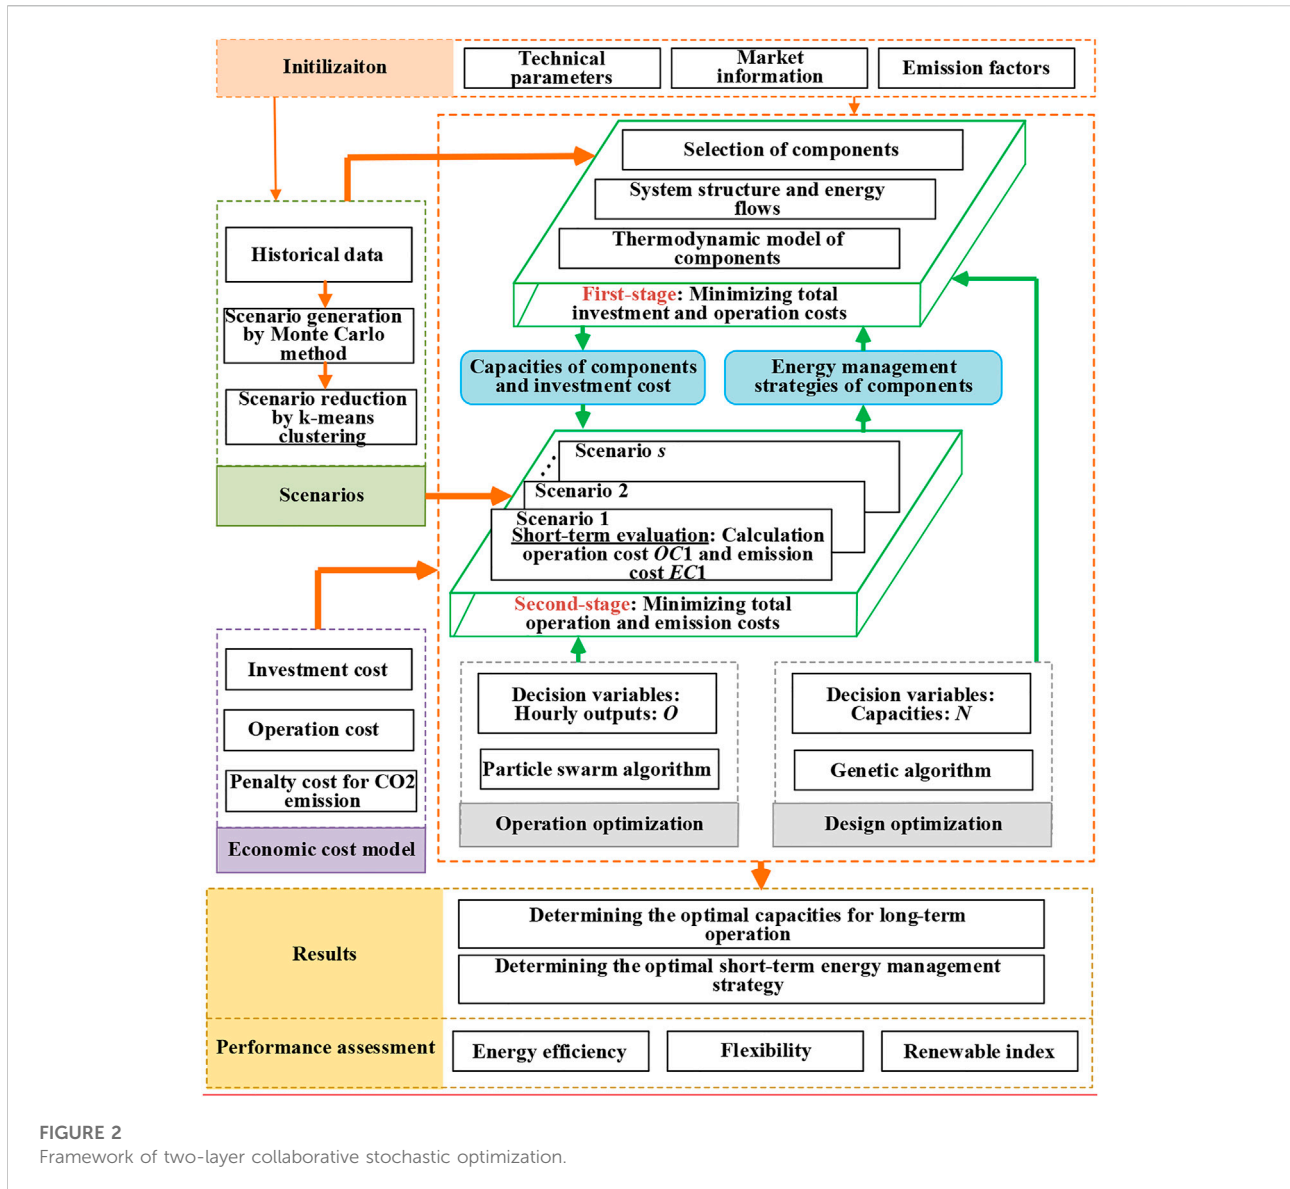 Initilizaiton
Technical
parameters
Market
information
Emission factors
Selection of components
System structure and energy
flows
Thermodynamic model of
components
First-stage: Minimizing total
investment and operation costs
Historical data
Scenario generation
by Monte Carlo
method
Scenario reduction
by k-means
clustering
Scenarios
Capacities of components
and investment cost
Energy management
strategies of components
Scenario s
Scenario 2
Scenario 1
Short-term evaluation: Calculation
operation cost OC1 and emission
cost EC1
Second-stage: Minimizing total
operation and emission costs
Investment cost
Operation cost
Penalty cost for CO2
emission
Economic cost model
Decision variables:
Hourly outputs: O
Particle swarm algorithm
Operation optimization
Decision variables:
Capacities: N
Genetic algorithm
Design optimization
Results
Determining the optimal capacities for long-term
operation
Determining the optimal short-term energy management
strategy
Performance assessment
Energy efficiency
Flexibility
Renewable index
FIGURE 2
Framework of two-layer collaborative stochastic optimization.